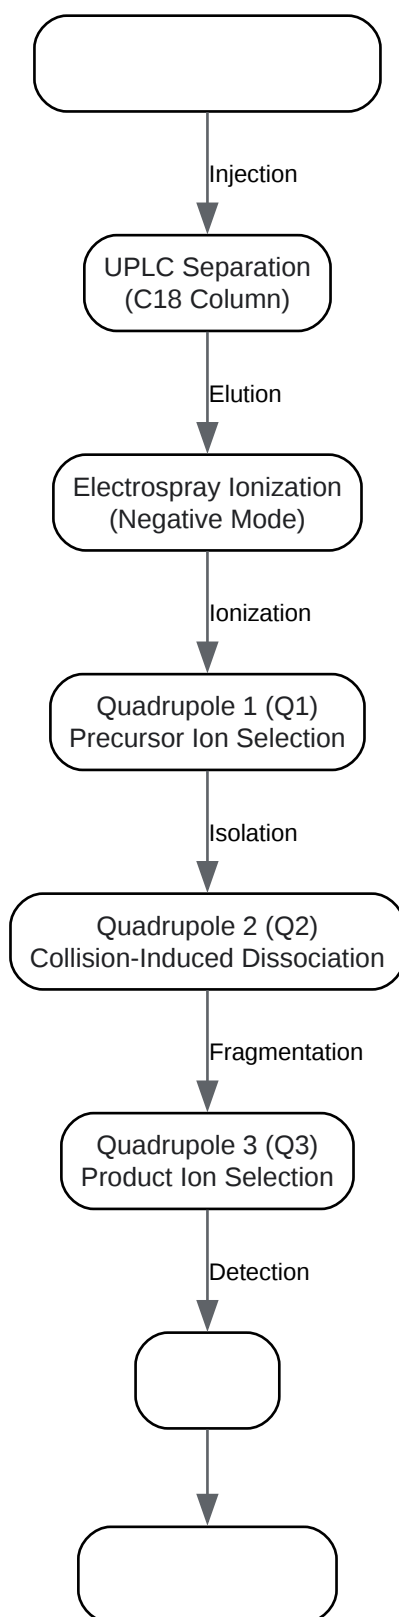 Injection
UPLC Separation
(C18 Column)
Elution
Electrospray Ionization
(Negative Mode)
Ionization
Quadrupole 1 (Q1)
Precursor Ion Selection
Isolation
Quadrupole 2 (Q2)
Collision-Induced Dissociation
Fragmentation
Quadrupole 3 (Q3)
Product Ion Selection
Detection